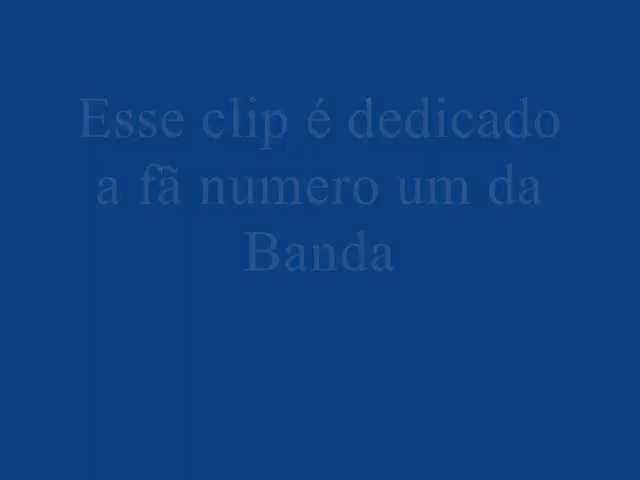 Esse clip é dedicado
a fã numero um da
Banda